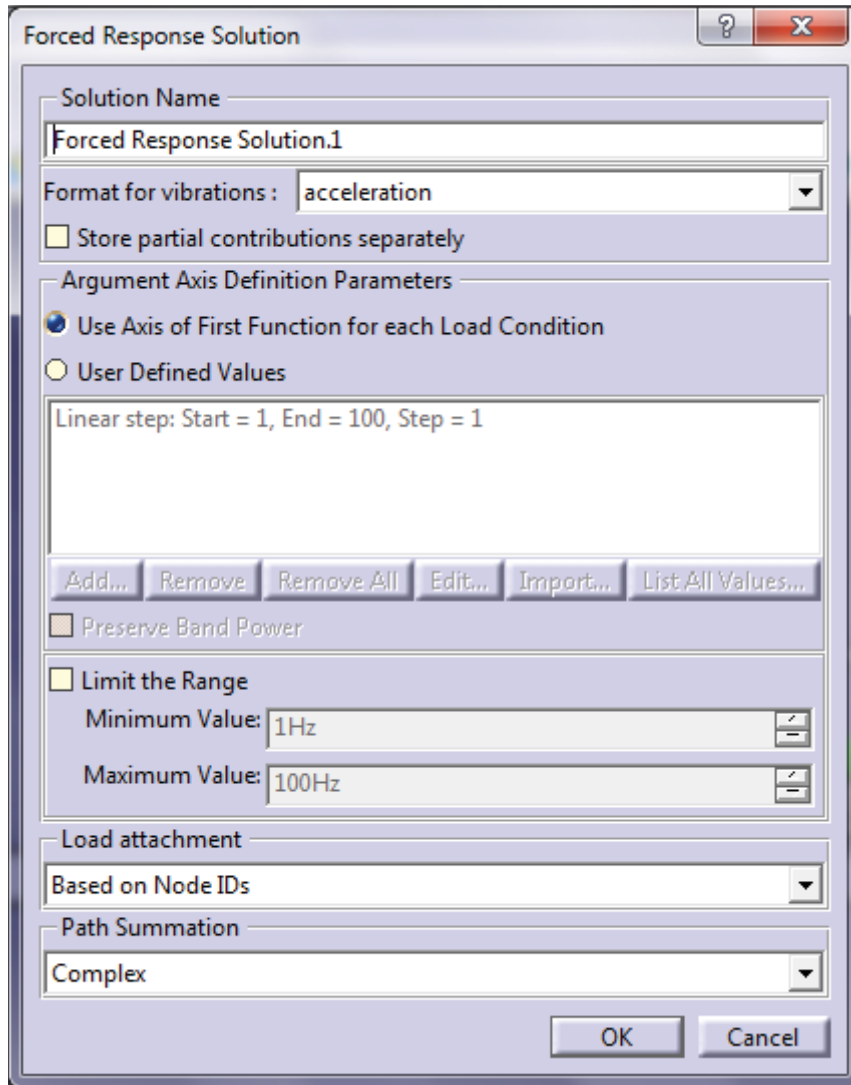 Forced Response Solution
?
X
Solution Name
Forced Response Solution.1
Format for vibrations : acceleration
Store partial contributions separately
Argument Axis Definition Parameters
Use Axis of First Function for each Load Condition
User Defined Values
Linear step: Start = 1, End = 100, Step = 1
Add... Remove Remove All Edit... Import... List All Values...
Preserve Band Power
Limit the Range
Minimum Value: 1Hz
Maximum Value: 100Hz
Load attachment
Based on Node IDs
Path Summation
Complex
OK Cancel